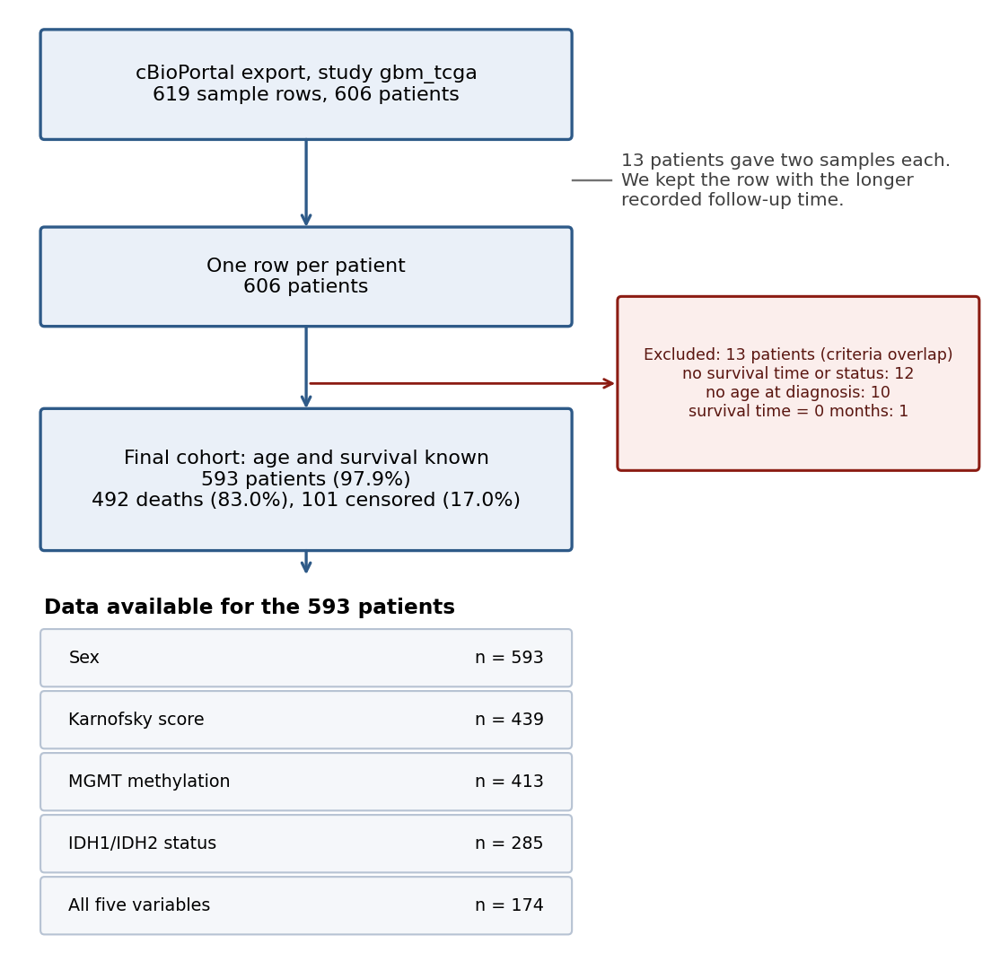 cBioPortal export, study gbm_tcga
619 sample rows, 606 patients
13 patients gave two samples each.
We kept the row with the longer
recorded follow-up time.
One row per patient
606 patients
Excluded: 13 patients (criteria overlap)
no survival time or status: 12
no age at diagnosis: 10
survival time = 0 months: 1
Final cohort: age and survival known
593 patients (97.9%)
492 deaths (83.0%), 101 censored (17.0%)
Data available for the 593 patients
Sex n = 593
Karnofsky score n = 439
MGMT methylation n = 413
IDH1/IDH2 status n = 285
All five variables n = 174